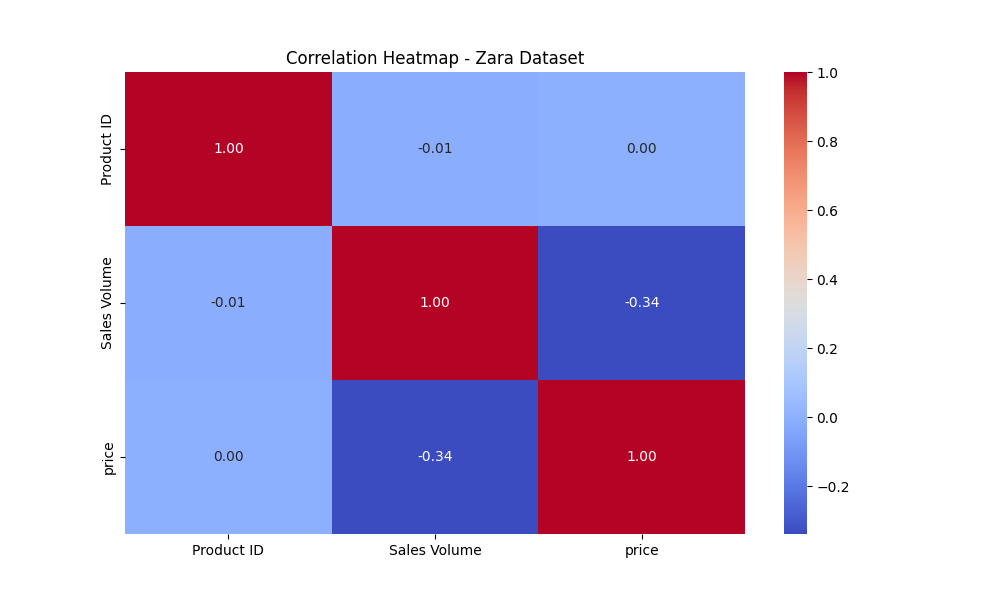 Correlation Heatmap - Zara Dataset
Product ID
1.00
-0.01
0.00
Sales Volume
-0.01
1.00
-0.34
price
0.00
-0.34
1.00
Product ID
Sales Volume
price
1.0
0.8
0.6
0.4
0.2
0.0
−0.2